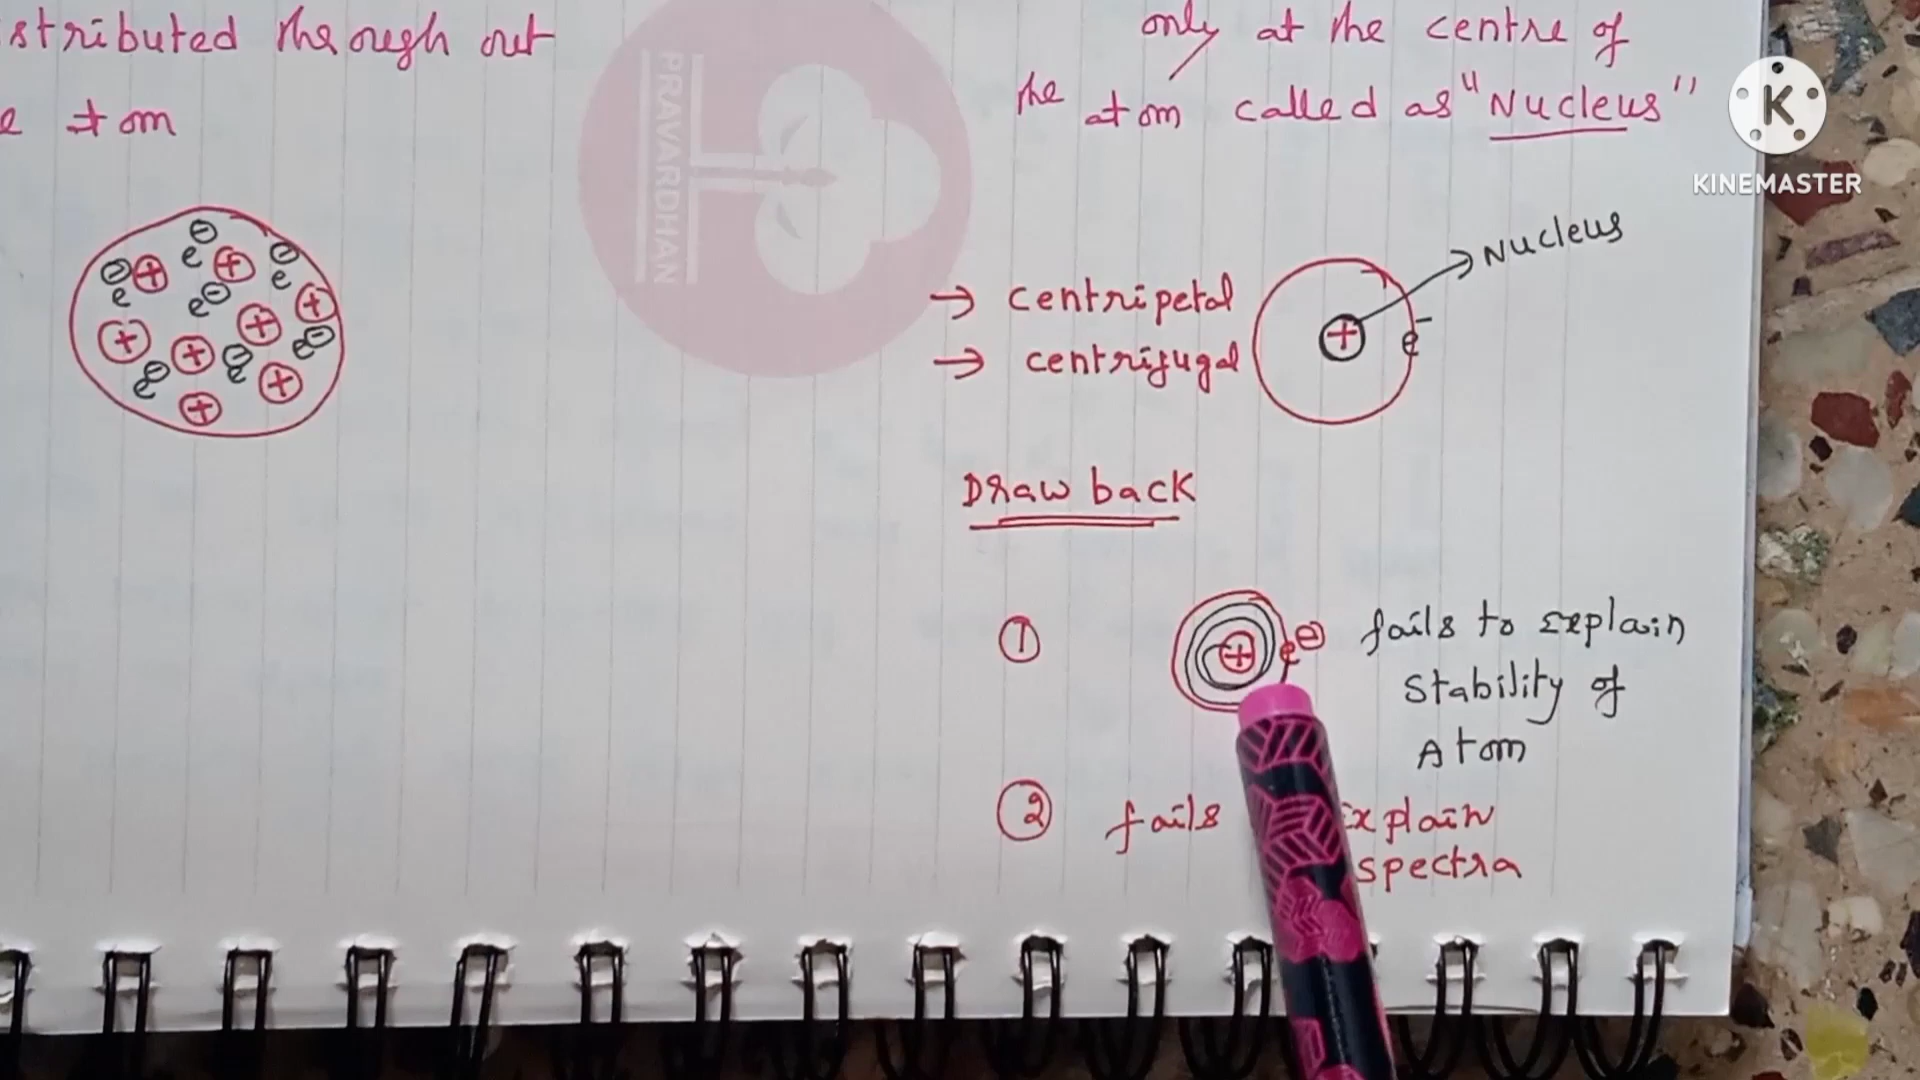 stributed through out
e atom
e
e
e
e
e
e
e
only at the centre of
the atom called as "Nucleus"
→ centripetal
→ centrifugal
Nucleus
e-
Draw back
① e fails to explain
stability of
Atom
② fails xplain
spectra
PRAVARDHAN
K
KINEMASTER